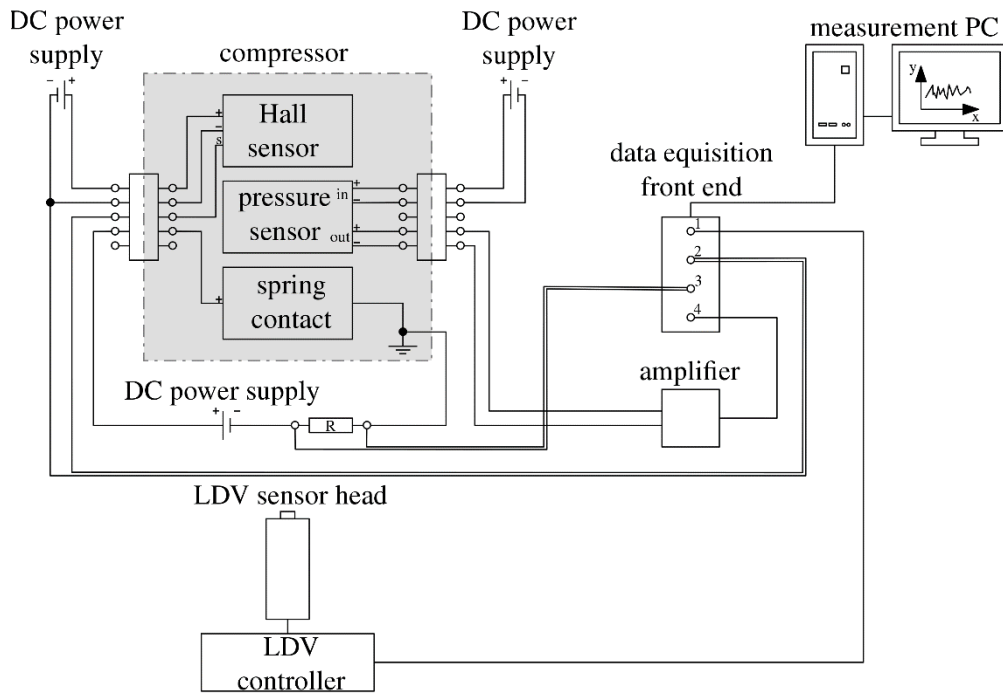 DC power
supply
- +
compressor
DC power
supply
+ -
measurement PC
y
x
+
-
s
Hall
sensor
pressure
sensor
in
+
-
out
+
-
+
spring
contact
data equisition
front end
1
2
3
4
amplifier
DC power supply
+ -
R
LDV sensor head
LDV
controller